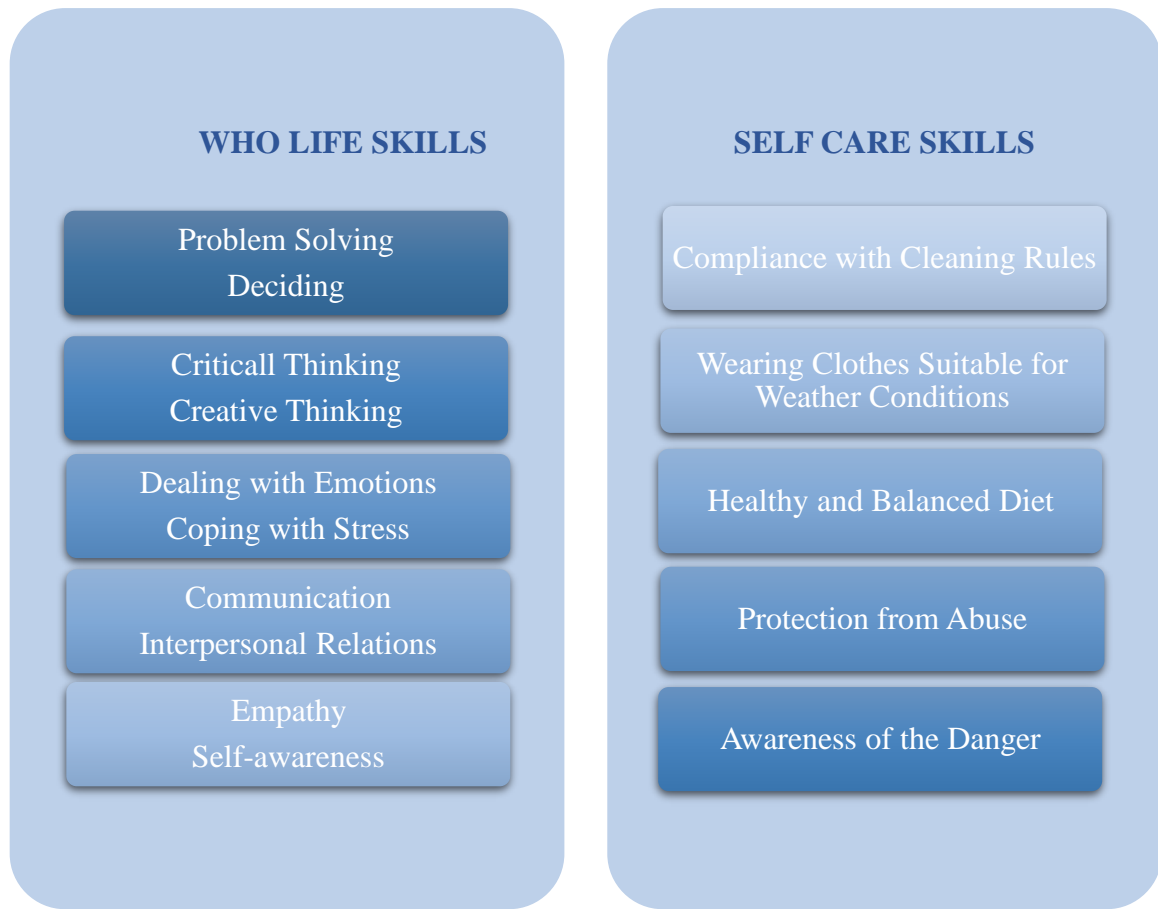 WHO LIFE SKILLS
Problem Solving
Deciding
Criticall Thinking
Creative Thinking
Dealing with Emotions
Coping with Stress
Communication
Interpersonal Relations
Empathy
Self-awareness
SELF CARE SKILLS
Compliance with Cleaning Rules
Wearing Clothes Suitable for
Weather Conditions
Healthy and Balanced Diet
Protection from Abuse
Awareness of the Danger